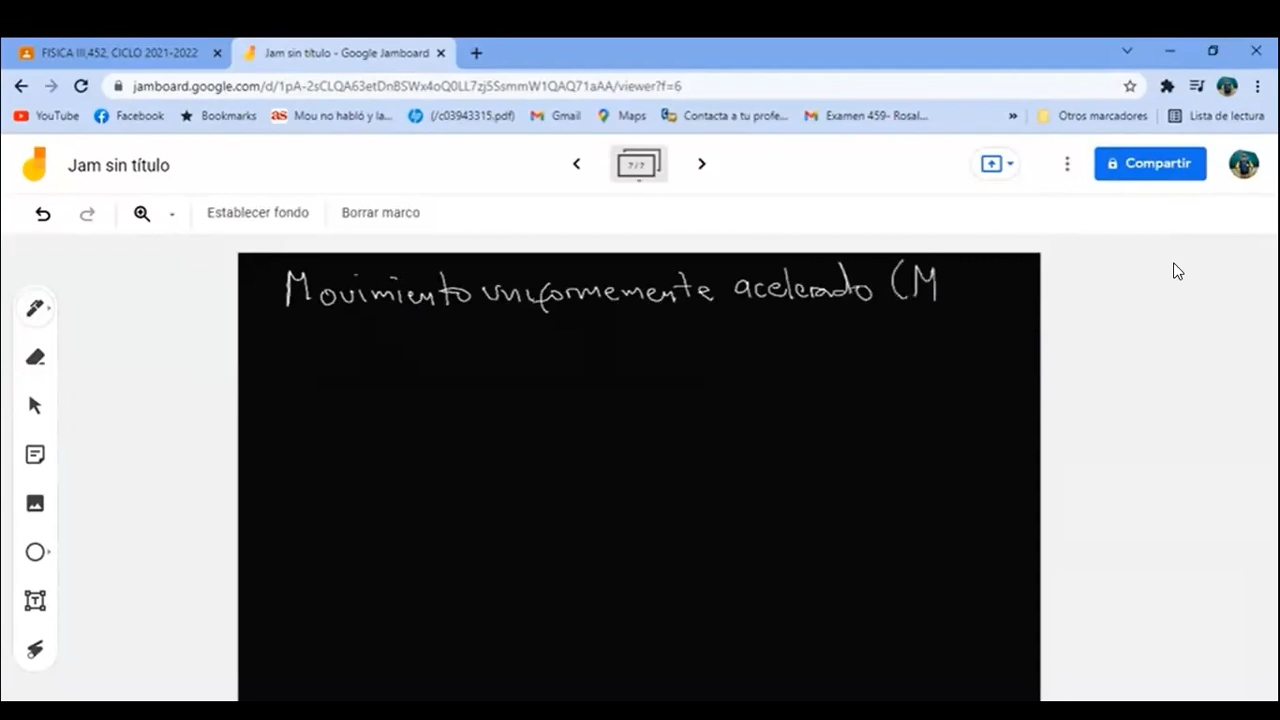 FISICA III,452, CICLO 2021-2022
Jam sin título - Google Jamboard
jamboard.google.com/d/1pA-2sCLQA63etDnBSWx4oQ0LL7zj5SsmmW1QAQ71aAA/viewer?f=6
YouTube Facebook Bookmarks as Mou no habló y la... hp (/c03943315.pdf) Gmail Maps Contacta a tu profe... Examen 459- Rosal... » Otros marcadores Lista de lectura
Jam sin título 7/7 Compartir
Establecer fondo Borrar marco
Movimiento uniformemente acelerado (M